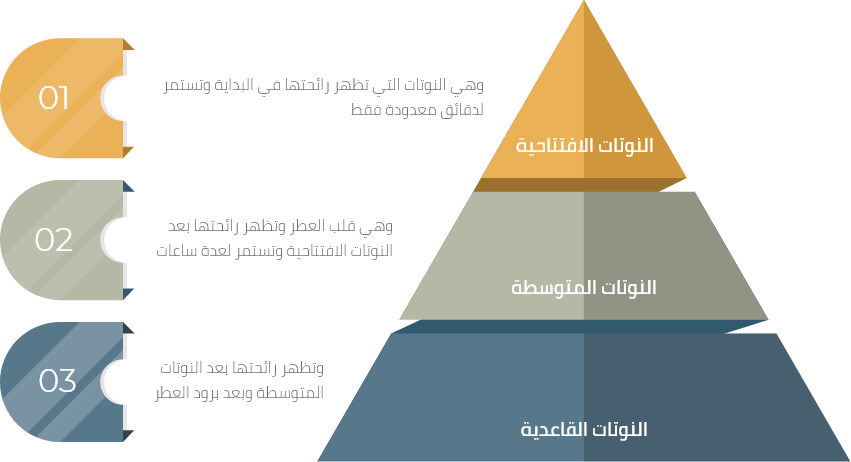 01
وهي النوتات التي تظهر رائحتها في البداية وتستمر
لدقائق معدودة فقط
النوتات الافتتاحية
02
وهي قلب العطر وتظهر رائحتها بعد
النوتات الافتتاحية وتستمر لعدة ساعات
النوتات المتوسطة
03
وتظهر رائحتها بعد النوتات
المتوسطة وبعد برود العطر
النوتات القاعدية